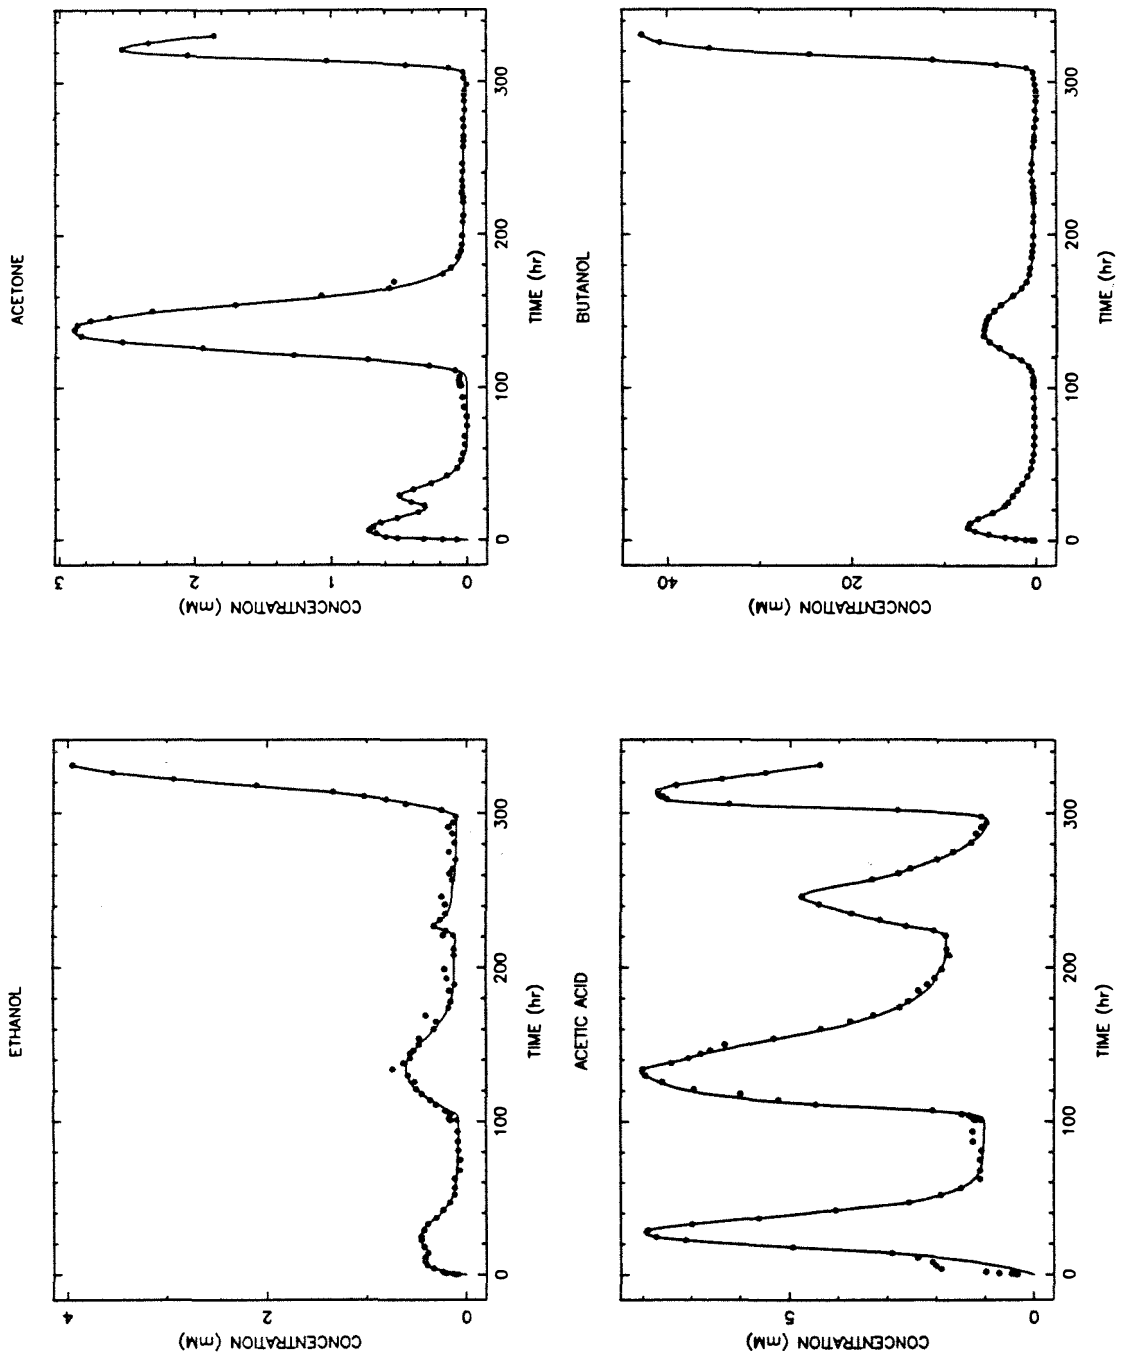 ETHANOL
CONCENTRATION (mM)
4
2
0
0 100 200 300
TIME (hr)
ACETONE
CONCENTRATION (mM)
3
2
1
0
0 100 200 300
TIME (hr)
ACETIC ACID
CONCENTRATION (mM)
5
0
0 100 200 300
TIME (hr)
BUTANOL
CONCENTRATION (mM)
40
20
0
0 100 200 300
TIME (hr)